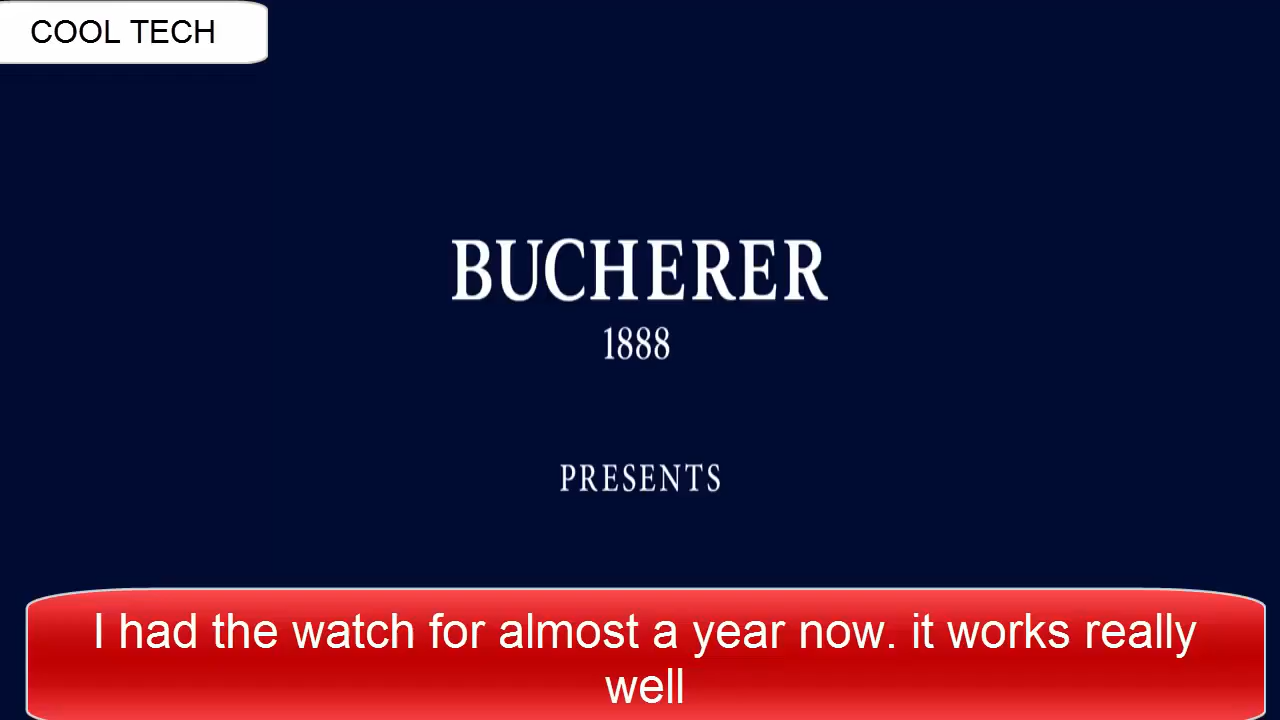 COOL TECH
BUCHERER
1888
PRESENTS
I had the watch for almost a year now. it works really
well